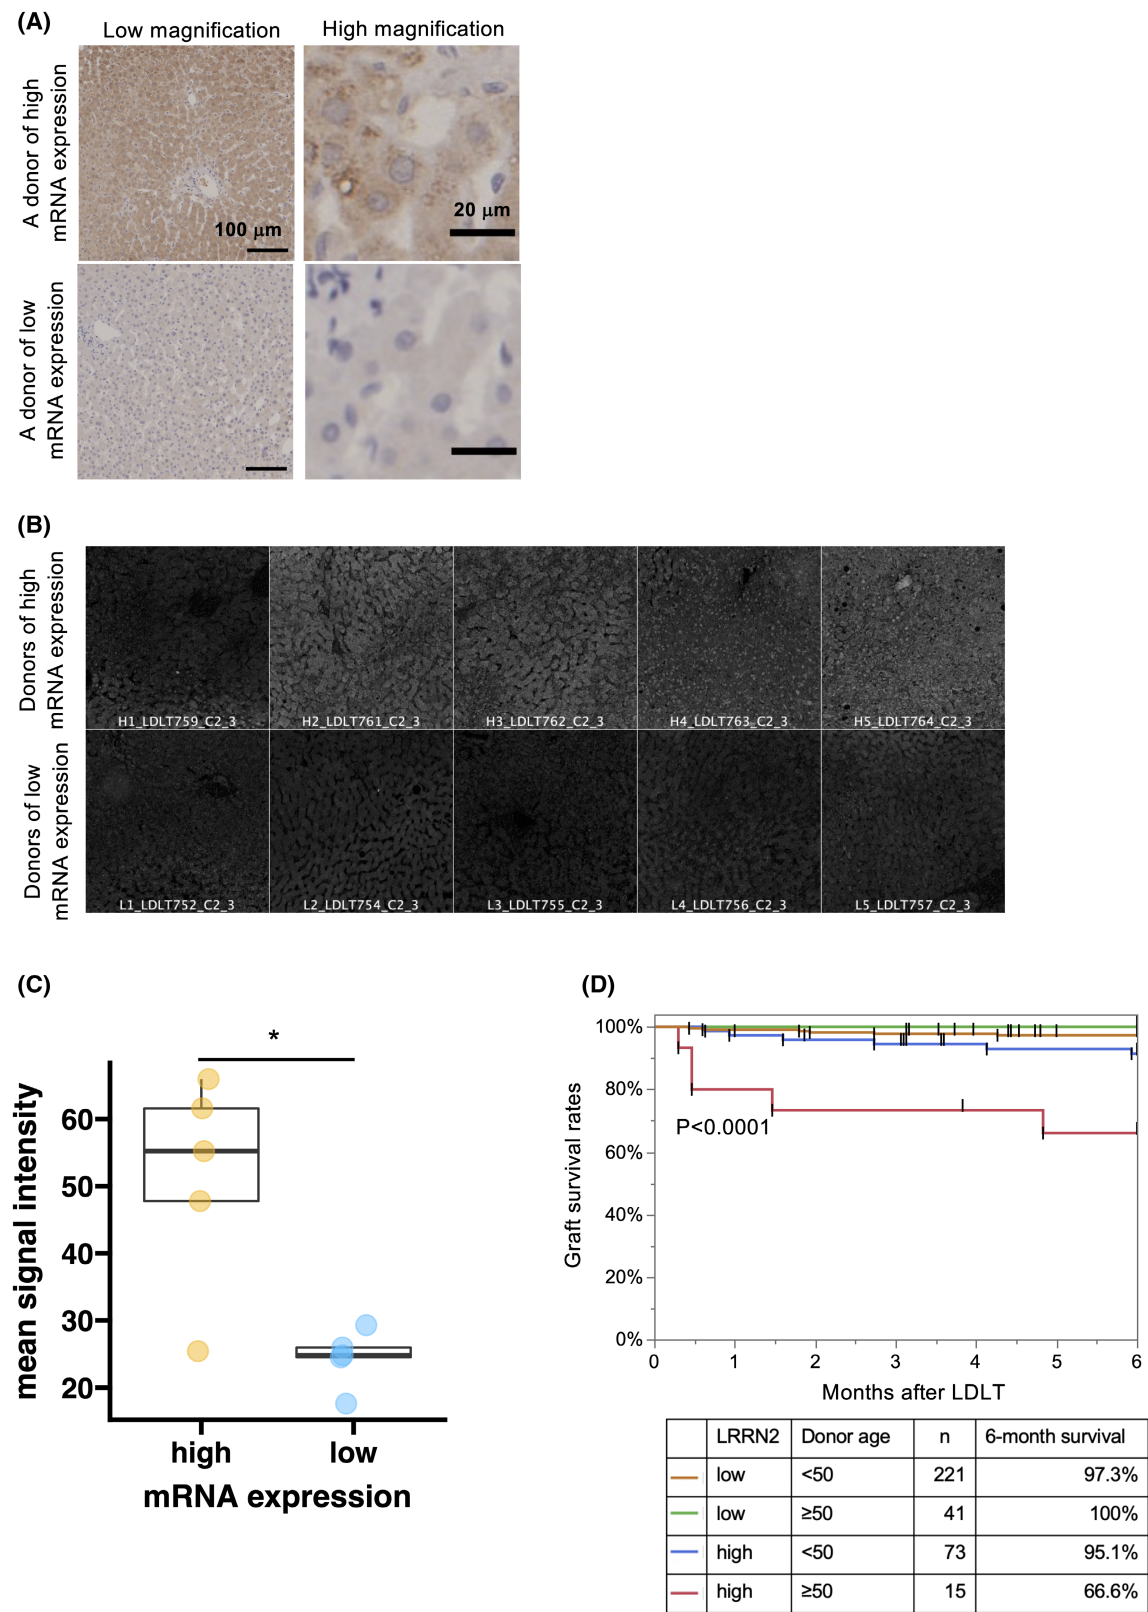 (A)
Low magnification
High magnification
A donor of high
mRNA expression
100 µm
20 µm
A donor of low
mRNA expression
(B)
Donors of high
mRNA expression
H1_LDLT759_C2_3
H2_LDLT761_C2_3
H3_LDLT762_C2_3
H4_LDLT763_C2_3
H5_LDLT764_C2_3
Donors of low
mRNA expression
L1_LDLT752_C2_3
L2_LDLT754_C2_3
L3_LDLT755_C2_3
L4_LDLT756_C2_3
L5_LDLT757_C2_3
(C)
*
mean signal intensity
60
50
40
30
20
high
low
mRNA expression
(D)
Graft survival rates
100%
80%
60%
40%
20%
0%
P<0.0001
0 1 2 3 4 5 6
Months after LDLT
LRRN2 Donor age n 6-month survival
low <50 221 97.3%
low ≥50 41 100%
high <50 73 95.1%
high ≥50 15 66.6%